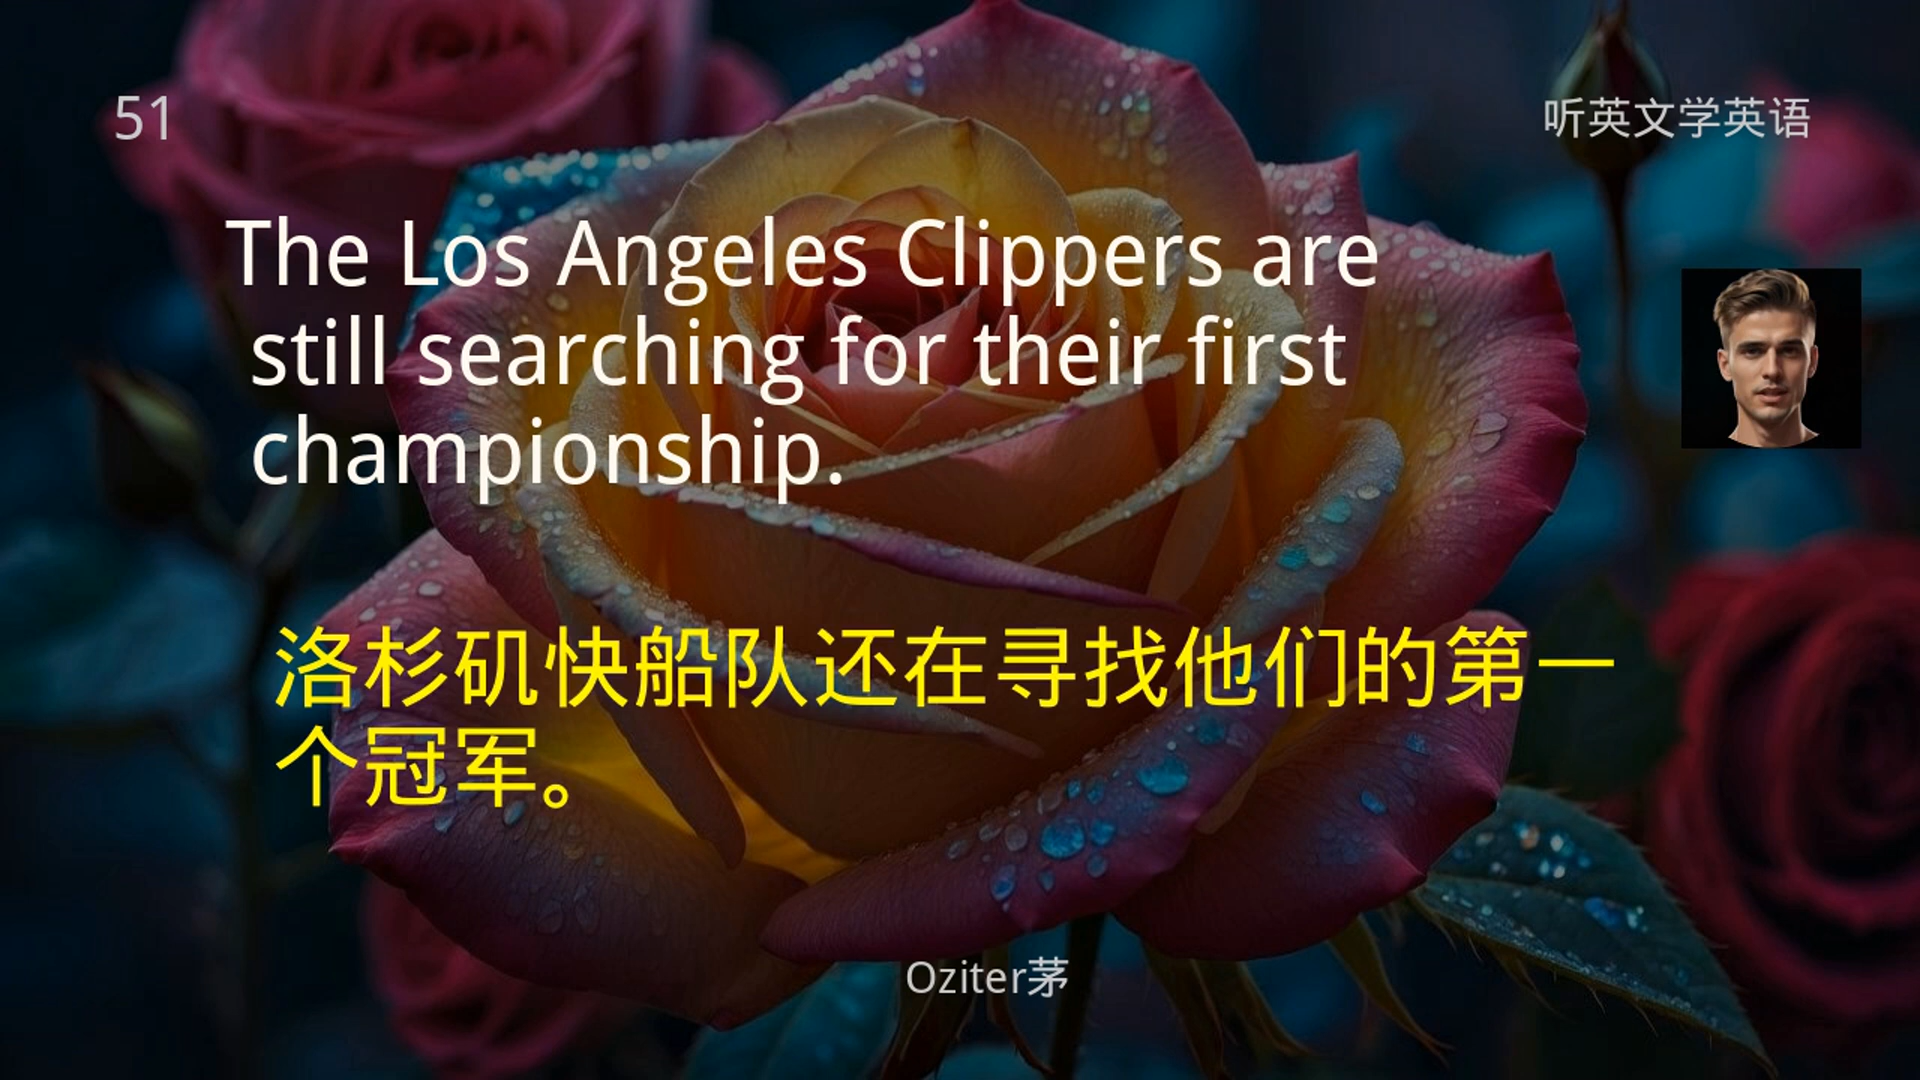 51
听英文学英语
The Los Angeles Clippers are
still searching for their first
championship.
洛杉矶快船队还在寻找他们的第一
个冠军。
Oziter茅